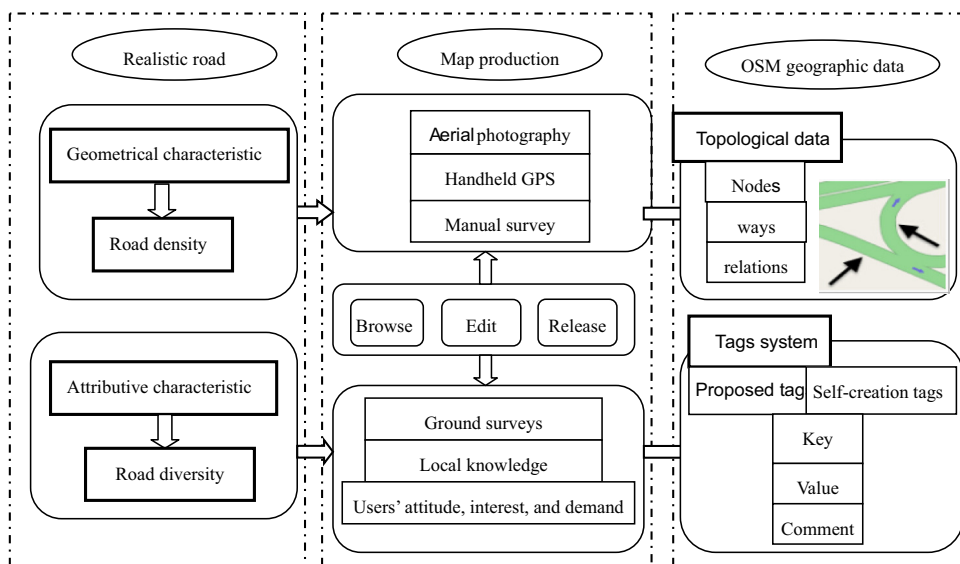 Realistic road
Geometrical characteristic
Road density
Attributive characteristic
Road diversity
Map production
Aerial photography
Handheld GPS
Manual survey
Browse
Edit
Release
Ground surveys
Local knowledge
Users' attitude, interest, and demand
OSM geographic data
Topological data
Nodes
ways
relations
Tags system
Proposed tag
Self-creation tags
Key
Value
Comment